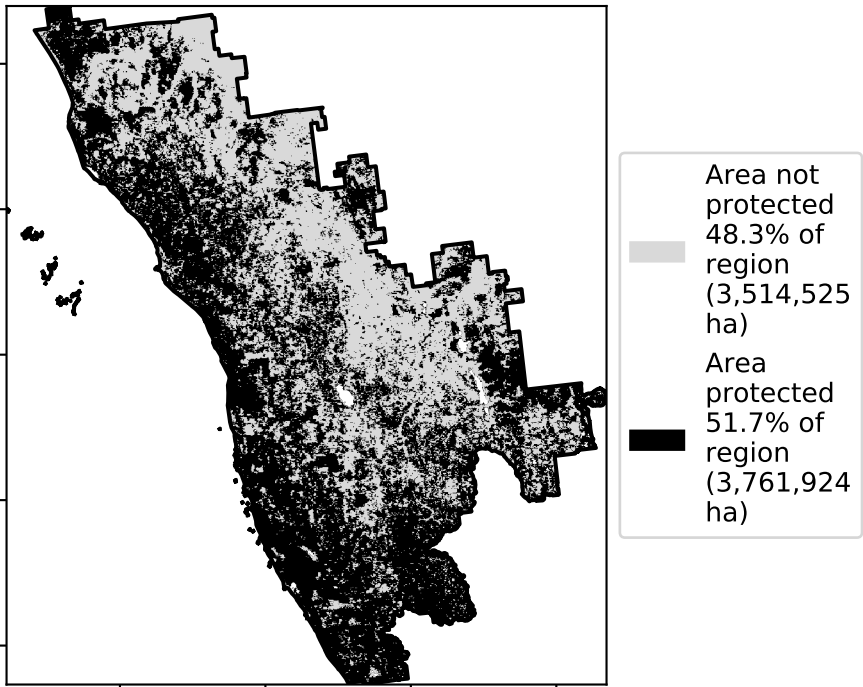 Area not
protected
48.3% of
region
(3,514,525
ha)
Area
protected
51.7% of
region
(3,761,924
ha)